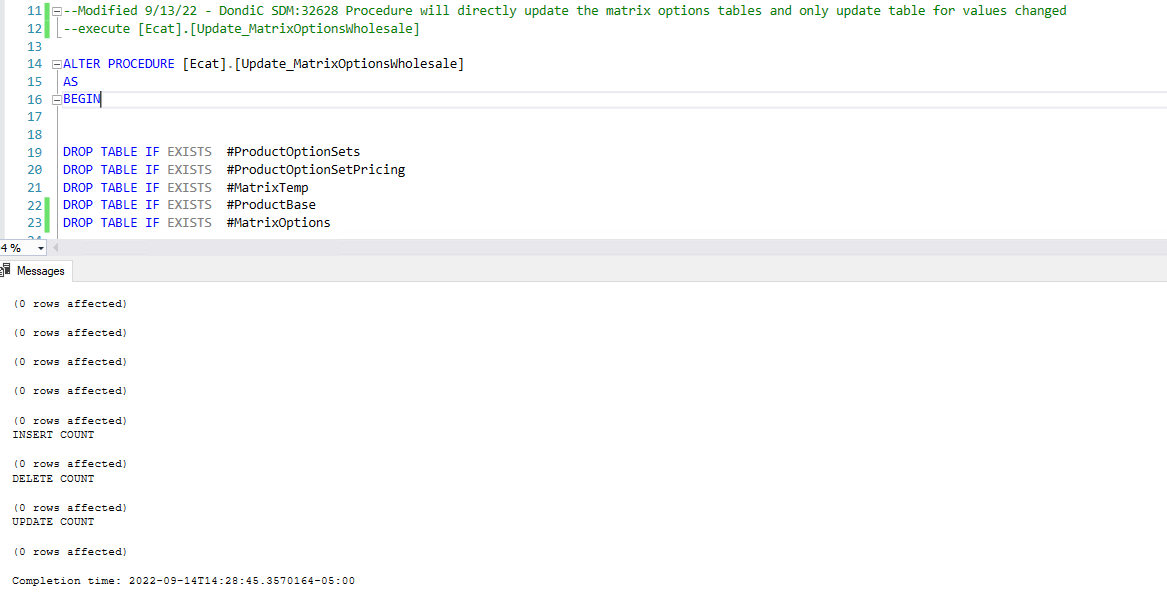 11 --Modified 9/13/22 - DondiC SDM:32628 Procedure will directly update the matrix options tables and only update table for values changed
12 --execute [Ecat].[Update_MatrixOptionsWholesale]
13
14 ALTER PROCEDURE [Ecat].[Update_MatrixOptionsWholesale]
15 AS
16 BEGIN
17
18
19 DROP TABLE IF EXISTS #ProductOptionSets
20 DROP TABLE IF EXISTS #ProductOptionSetPricing
21 DROP TABLE IF EXISTS #MatrixTemp
22 DROP TABLE IF EXISTS #ProductBase
23 DROP TABLE IF EXISTS #MatrixOptions
24
4 %
Messages
(0 rows affected)
(0 rows affected)
(0 rows affected)
(0 rows affected)
(0 rows affected)
INSERT COUNT
(0 rows affected)
DELETE COUNT
(0 rows affected)
UPDATE COUNT
(0 rows affected)
Completion time: 2022-09-14T14:28:45.3570164-05:00